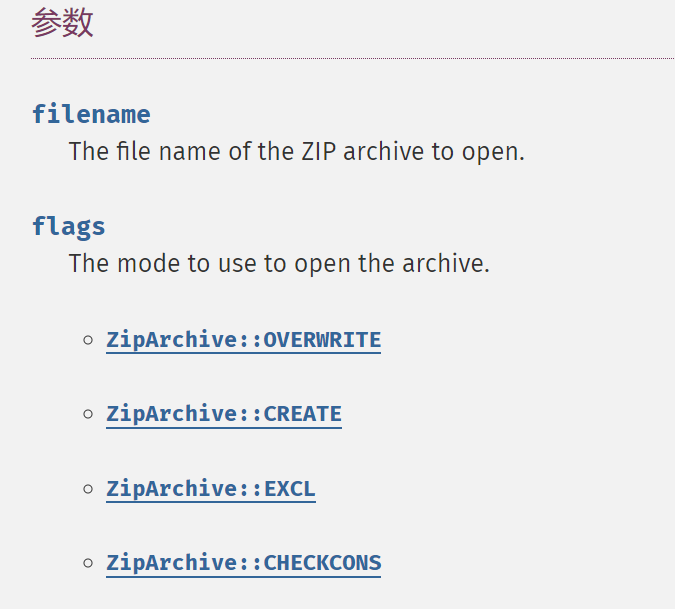 参数
filename
The file name of the ZIP archive to open.
flags
The mode to use to open the archive.
ZipArchive::OVERWRITE
ZipArchive::CREATE
ZipArchive::EXCL
ZipArchive::CHECKCONS